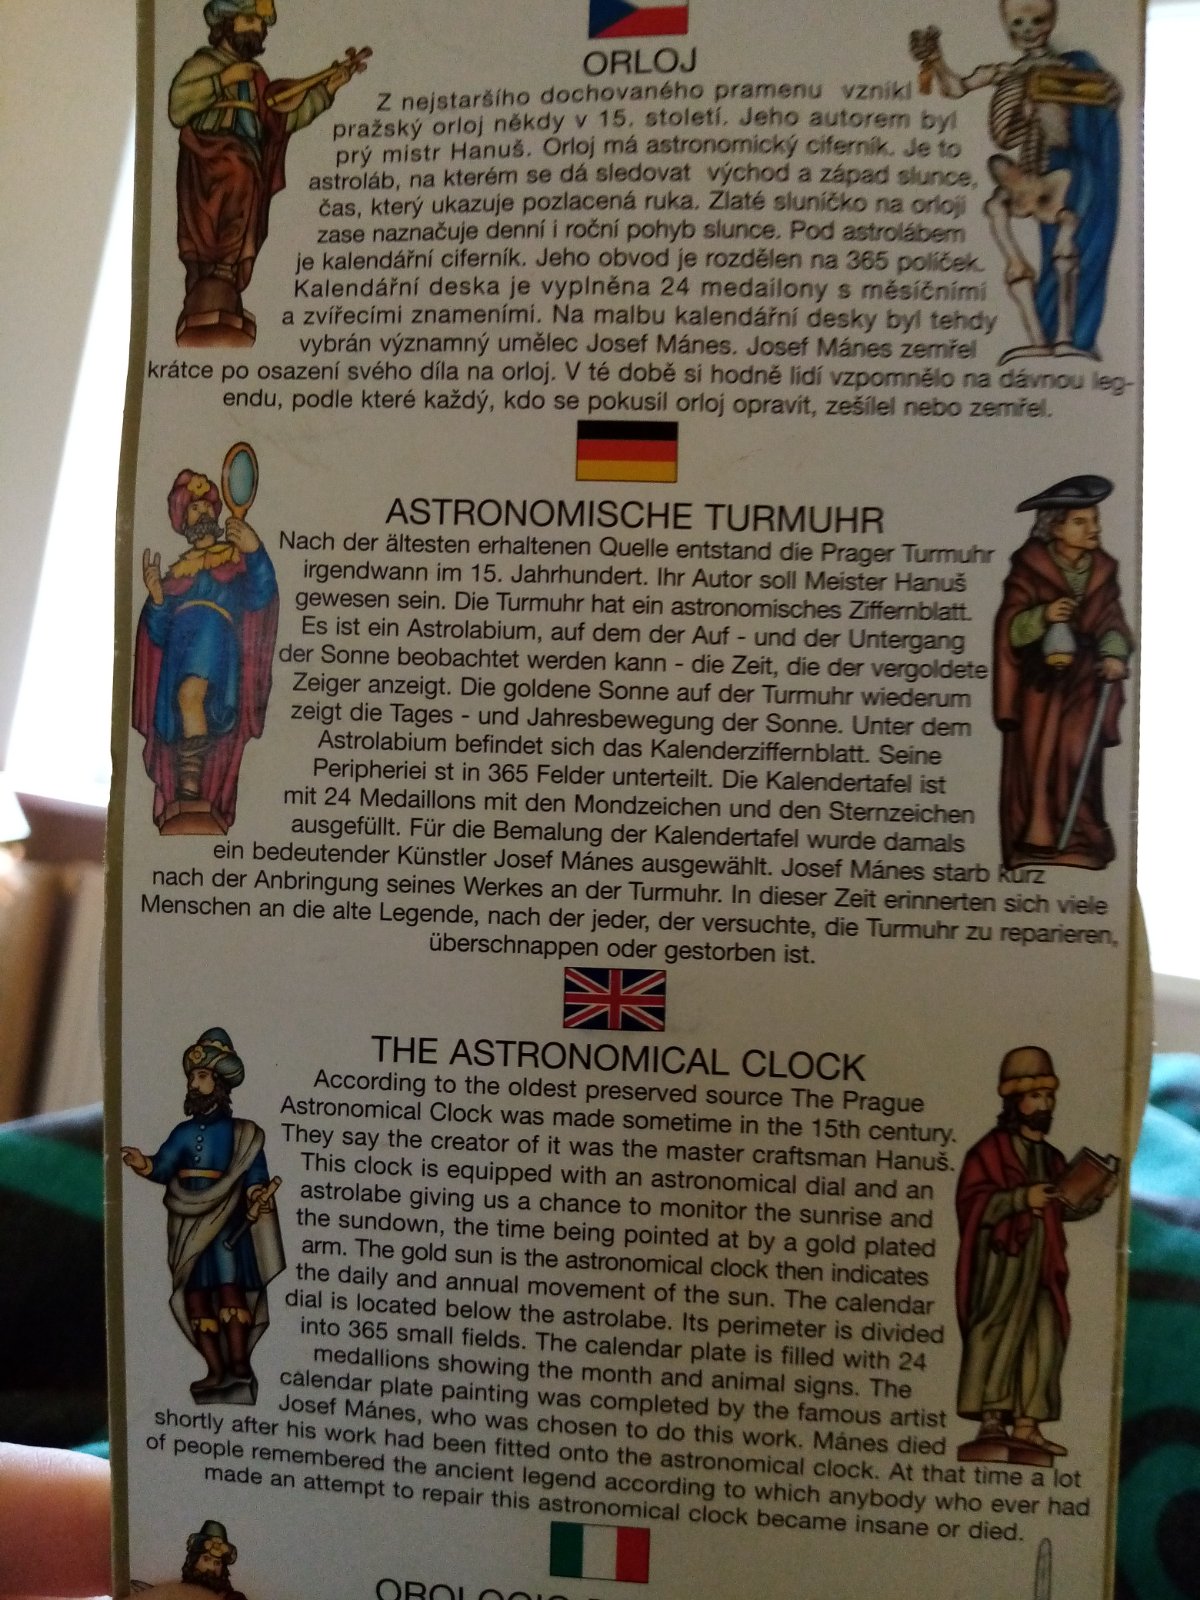 ORLOJ
Z nejstaršího dochovaného pramenu vznikl
pražský orloj někdy v 15. století. Jeho autorem byl
prý mistr Hanuš. Orloj má astronomický ciferník. Je to
astroláb, na kterém se dá sledovat východ a západ slunce,
čas, který ukazuje pozlacená ruka. Zlaté sluníčko na orloji
zase naznačuje denní i roční pohyb slunce. Pod astrolábem
je kalendářní ciferník. Jeho obvod je rozdělen na 365 políček.
Kalendářní deska je vyplněna 24 medailony s měsíčními
a zvířecími znameními. Na malbu kalendářní desky byl tehdy
vybrán významný umělec Josef Mánes. Josef Mánes zemřel
krátce po osazení svého díla na orloj. V té době si hodně lidí vzpomnělo na dávnou leg-
endu, podle které každý, kdo se pokusil orloj opravit, zešílel nebo zemřel.
ASTRONOMISCHE TURMUHR
Nach der ältesten erhaltenen Quelle entstand die Prager Turmuhr
irgendwann im 15. Jahrhundert. Ihr Autor soll Meister Hanuš
gewesen sein. Die Turmuhr hat ein astronomisches Ziffernblatt.
Es ist ein Astrolabium, auf dem der Auf - und der Untergang
der Sonne beobachtet werden kann - die Zeit, die der vergoldete
Zeiger anzeigt. Die goldene Sonne auf der Turmuhr wiederum
zeigt die Tages - und Jahresbewegung der Sonne. Unter dem
Astrolabium befindet sich das Kalenderziffernblatt. Seine
Peripheriei st in 365 Felder unterteilt. Die Kalendertafel ist
mit 24 Medaillons mit den Mondzeichen und den Sternzeichen
ausgefüllt. Für die Bemalung der Kalendertafel wurde damals
ein bedeutender Künstler Josef Mánes ausgewählt. Josef Mánes starb kurz
nach der Anbringung seines Werkes an der Turmuhr. In dieser Zeit erinnerten sich viele
Menschen an die alte Legende, nach der jeder, der versuchte, die Turmuhr zu reparieren,
überschnappen oder gestorben ist.
THE ASTRONOMICAL CLOCK
According to the oldest preserved source The Prague
Astronomical Clock was made sometime in the 15th century.
They say the creator of it was the master craftsman Hanuš.
This clock is equipped with an astronomical dial and an
astrolabe giving us a chance to monitor the sunrise and
the sundown, the time being pointed at by a gold plated
arm. The gold sun is the astronomical clock then indicates
the daily and annual movement of the sun. The calendar
dial is located below the astrolabe. Its perimeter is divided
into 365 small fields. The calendar plate is filled with 24
medallions showing the month and animal signs. The
calendar plate painting was completed by the famous artist
Josef Mánes, who was chosen to do this work. Mánes died
shortly after his work had been fitted onto the astronomical clock. At that time a lot
of people remembered the ancient legend according to which anybody who ever had
made an attempt to repair this astronomical clock became insane or died.